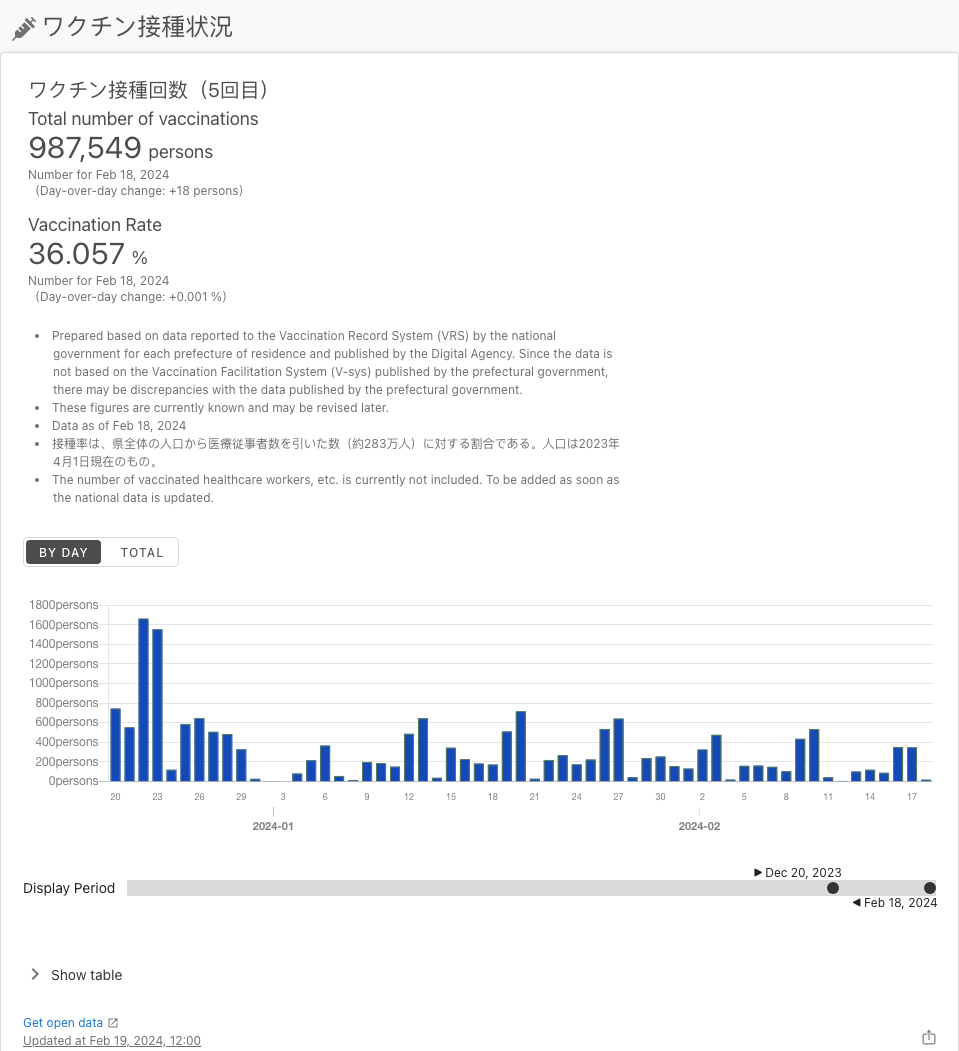 ワクチン接種状況
ワクチン接種回数（5回目）
Total number of vaccinations
987,549 persons
Number for Feb 18, 2024
（Day-over-day change: +18 persons）
Vaccination Rate
36.057 %
Number for Feb 18, 2024
（Day-over-day change: +0.001 %）
• Prepared based on data reported to the Vaccination Record System (VRS) by the national
government for each prefecture of residence and published by the Digital Agency. Since the data is
not based on the Vaccination Facilitation System (V-sys) published by the prefectural government,
there may be discrepancies with the data published by the prefectural government.
• These figures are currently known and may be revised later.
• Data as of Feb 18, 2024
• 接種率は、県全体の人口から医療従事者数を引いた数（約283万人）に対する割合である。人口は2023年
4月1日現在のもの。
• The number of vaccinated healthcare workers, etc. is currently not included. To be added as soon as
the national data is updated.
BY DAY TOTAL
1800persons
1600persons
1400persons
1200persons
1000persons
800persons
600persons
400persons
200persons
0persons
20 23 26 29 3 6 9 12 15 18 21 24 27 30 2 5 8 11 14 17
2024-01 2024-02
Dec 20, 2023
Display Period
Feb 18, 2024
Show table
Get open data
Updated at Feb 19, 2024, 12:00